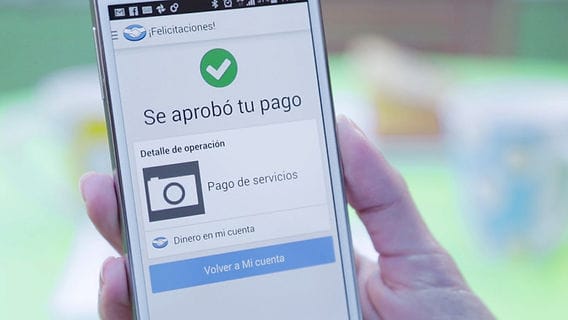 ¡Felicitaciones!
Se aprobó tu pago
Detalle de operación
Pago de servicios
Dinero en mi cuenta
Volver a Mi cuenta